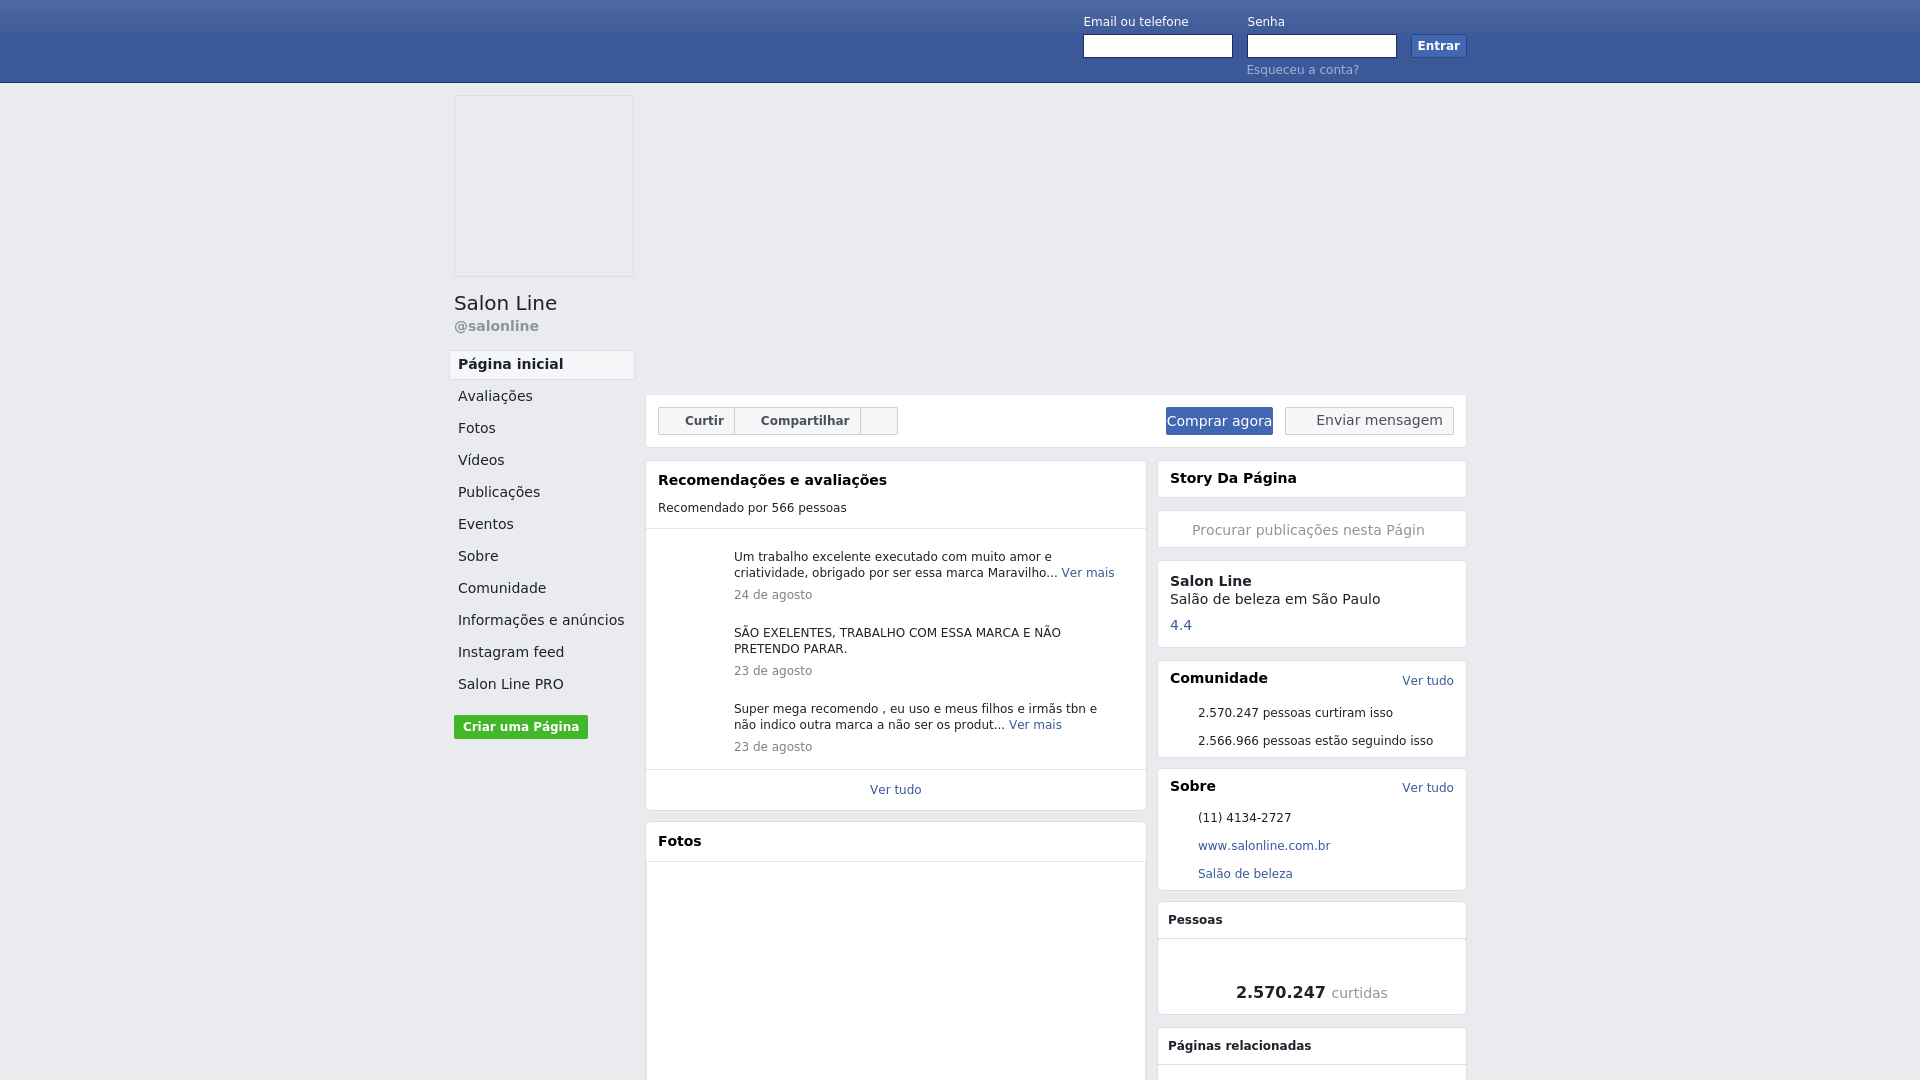 Email ou telefone
Senha
Entrar
Esqueceu a conta?
Salon Line
@salonline
Página inicial
Avaliações
Fotos
Vídeos
Publicações
Eventos
Sobre
Comunidade
Informações e anúncios
Instagram feed
Salon Line PRO
Criar uma Página
Curtir
Compartilhar
Comprar agora
Enviar mensagem
Recomendações e avaliações
Recomendado por 566 pessoas
Um trabalho excelente executado com muito amor e
criatividade, obrigado por ser essa marca Maravilho... Ver mais
24 de agosto
SÃO EXELENTES, TRABALHO COM ESSA MARCA E NÃO
PRETENDO PARAR.
23 de agosto
Super mega recomendo , eu uso e meus filhos e irmãs tbn e
não indico outra marca a não ser os produt... Ver mais
23 de agosto
Ver tudo
Fotos
Story Da Página
Procurar publicações nesta Págin
Salon Line
Salão de beleza em São Paulo
4.4
Comunidade
Ver tudo
2.570.247 pessoas curtiram isso
2.566.966 pessoas estão seguindo isso
Sobre
Ver tudo
(11) 4134-2727
www.salonline.com.br
Salão de beleza
Pessoas
2.570.247 curtidas
Páginas relacionadas